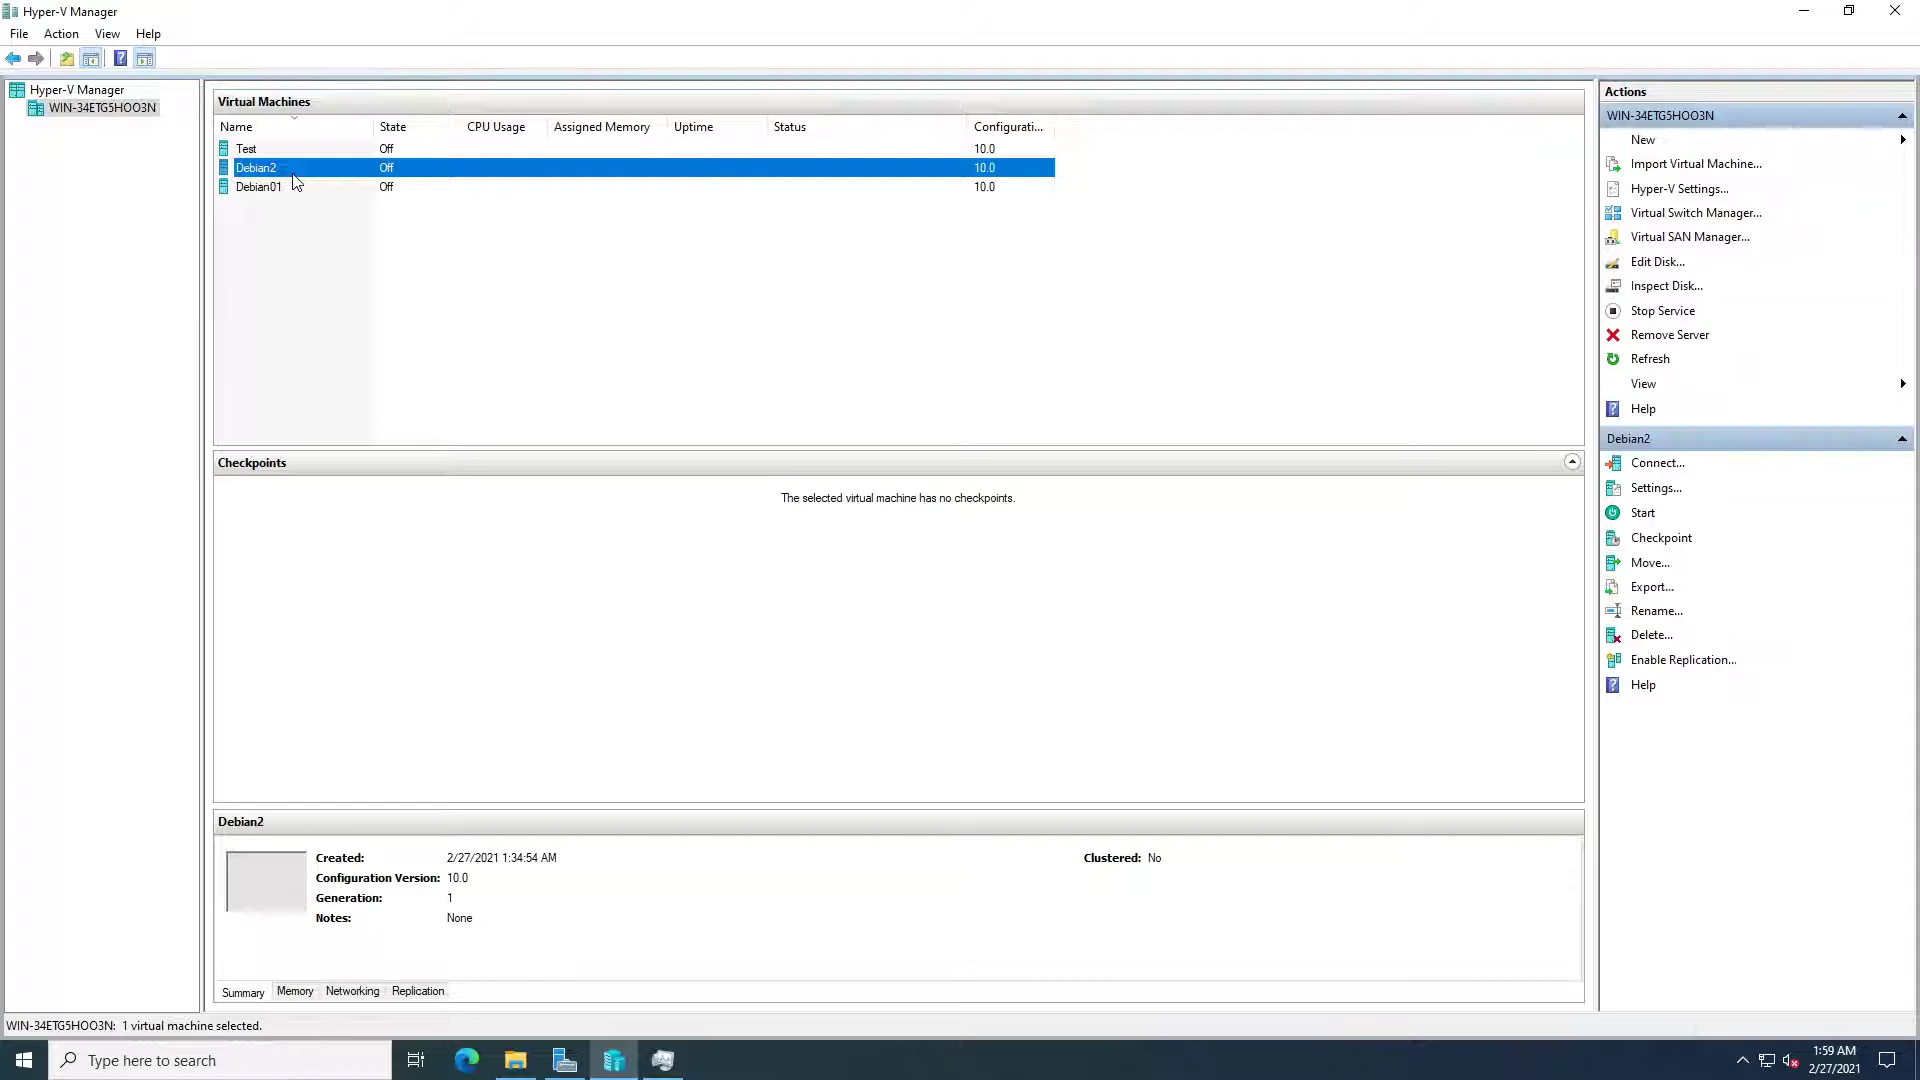 Hyper-V Manager
File Action View Help
Hyper-V Manager
WIN-34ETG5HOO3N
Virtual Machines
Name State CPU Usage Assigned Memory Uptime Status Configurati...
Test Off 10.0
Debian2 Off 10.0
Debian01 Off 10.0
Checkpoints
The selected virtual machine has no checkpoints.
Debian2
Created: 2/27/2021 1:34:54 AM Clustered: No
Configuration Version: 10.0
Generation: 1
Notes: None
Summary Memory Networking Replication
Actions
WIN-34ETG5HOO3N
New
Import Virtual Machine...
Hyper-V Settings...
Virtual Switch Manager...
Virtual SAN Manager...
Edit Disk...
Inspect Disk...
Stop Service
Remove Server
Refresh
View
Help
Debian2
Connect...
Settings...
Start
Checkpoint
Move...
Export...
Rename...
Delete...
Enable Replication...
Help
WIN-34ETG5HOO3N: 1 virtual machine selected.
Type here to search
1:59 AM
2/27/2021